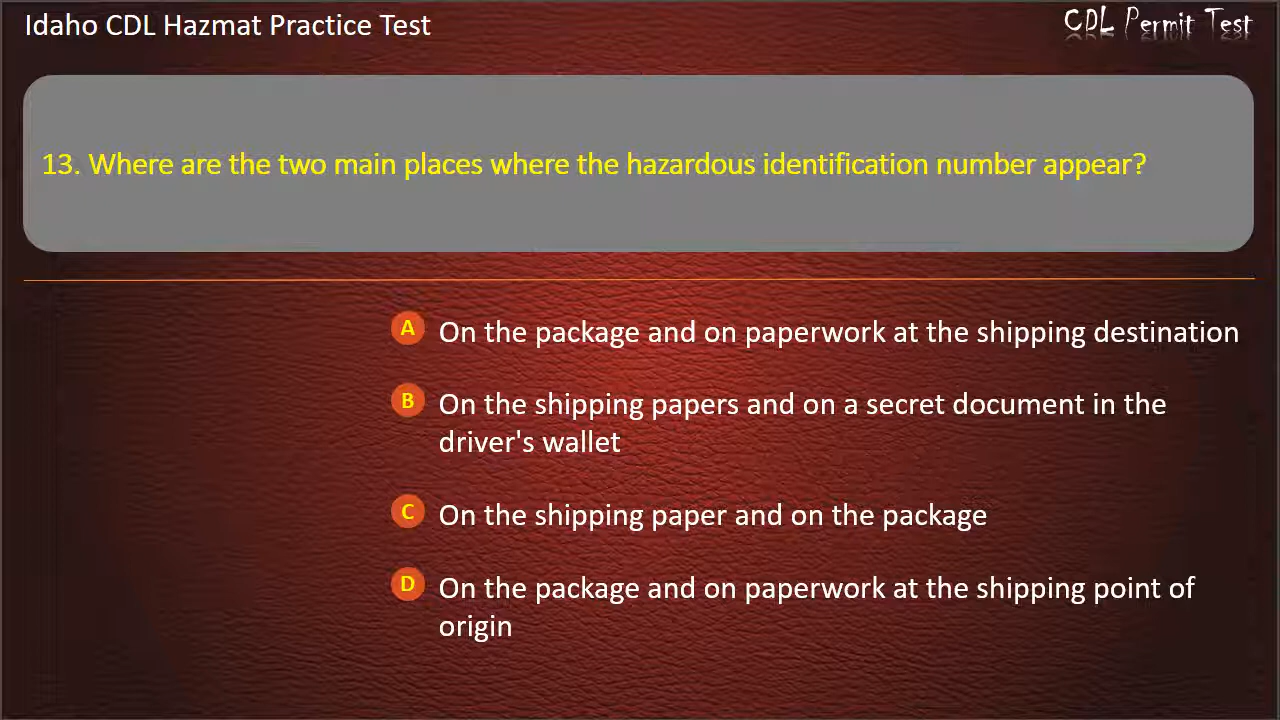 Idaho CDL Hazmat Practice Test
CDL Permit Test
13. Where are the two main places where the hazardous identification number appear?
A On the package and on paperwork at the shipping destination
B On the shipping papers and on a secret document in the
driver's wallet
C On the shipping paper and on the package
D On the package and on paperwork at the shipping point of
origin